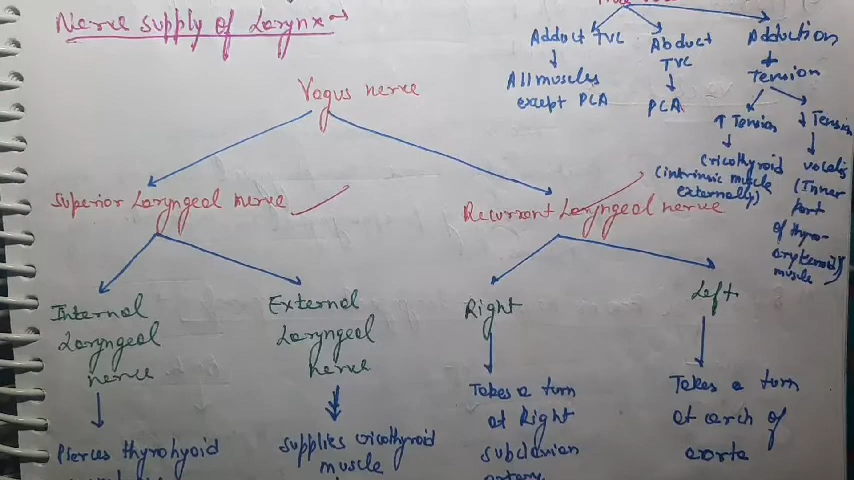 Nerve supply of Larynx
Vagus nerve
Superior Laryngeal nerve
Recurrent Laryngeal nerve
Internal
Laryngeal
nerve
Pierces thyrohyoid
External
Laryngeal
nerve
Supplies cricothyroid
muscle
Right
Takes a turn
at Right
subclavian
artery
Left
Takes a turn
at arch of
aorta
Adduct TVC
All muscles
except PCA
Abduct
TVC
PCA
Adduction
+
Tension
↑ Tension
Cricothyroid
(intrinsic muscle
externally)
↓ Tension
vocalis
(Inner
part
of thyro-
arytenoid)
muscle